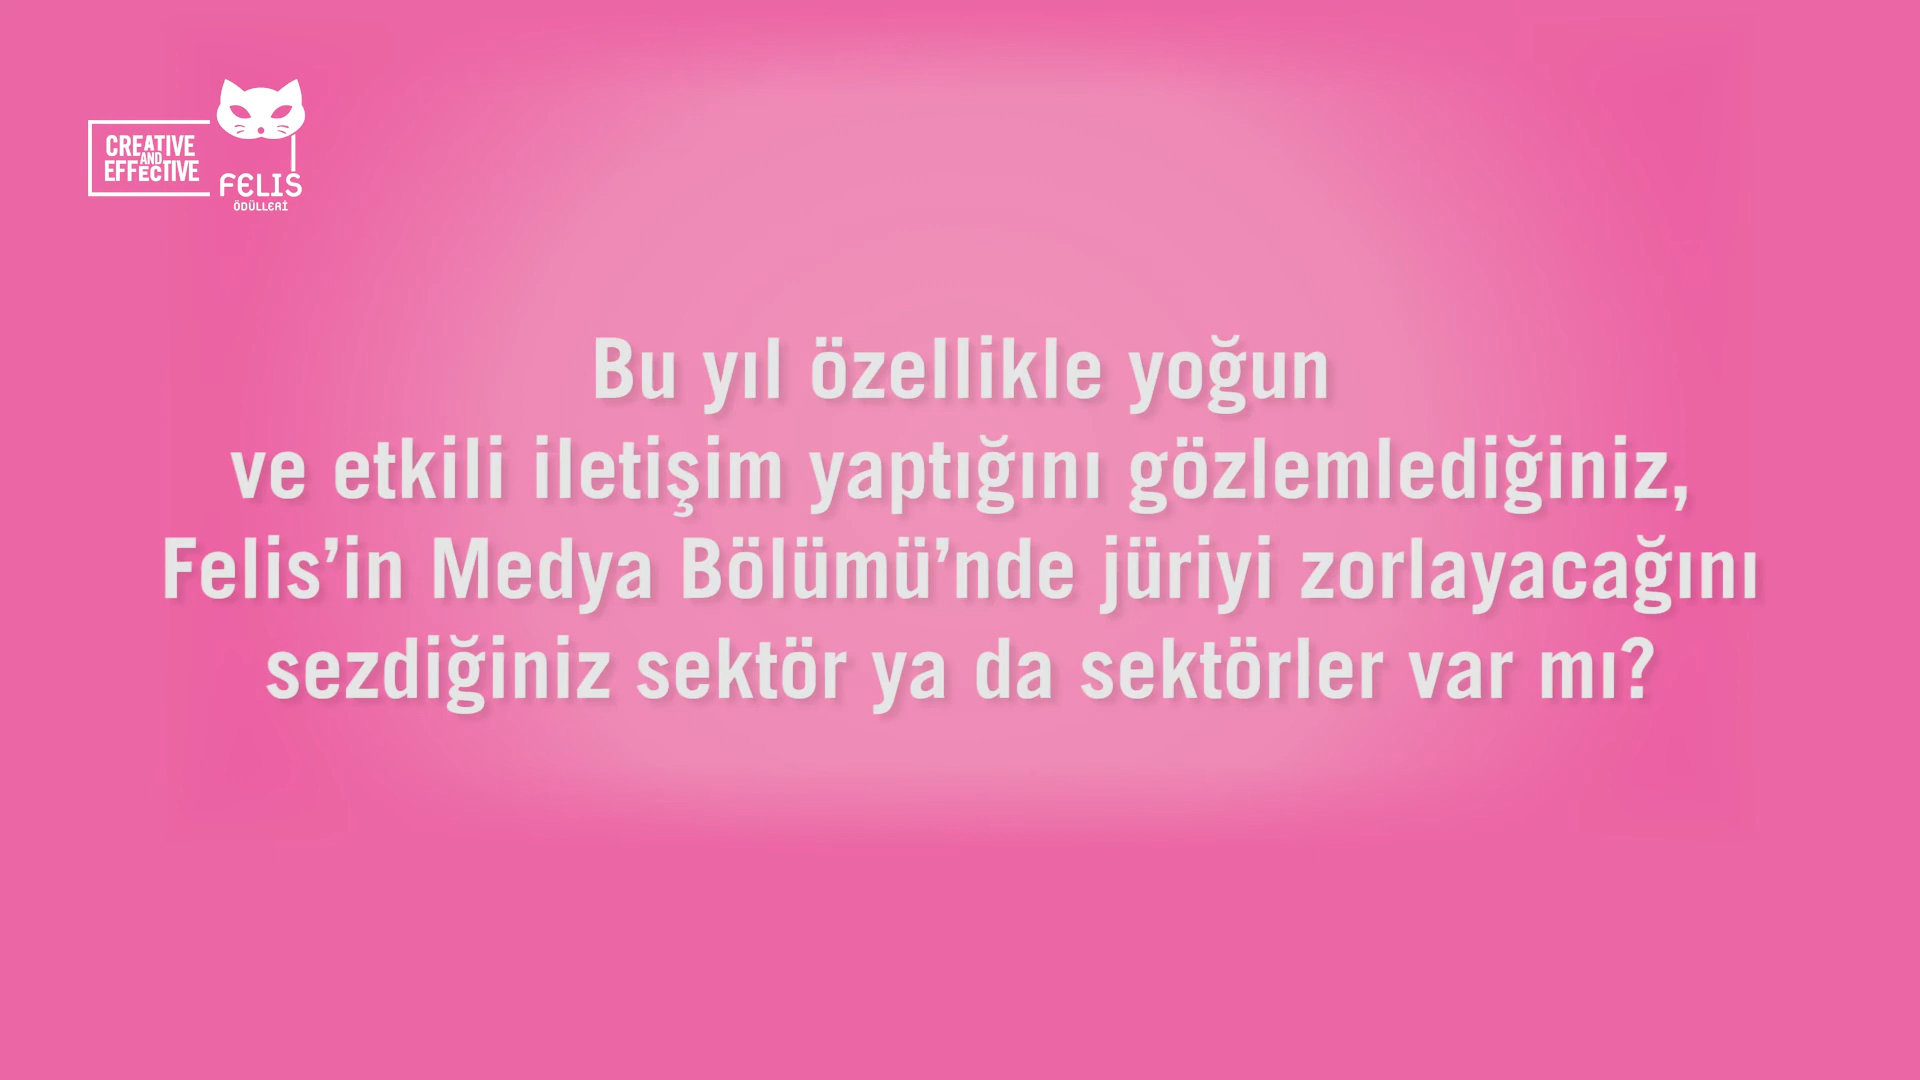 CREATIVE
AND
EFFECTIVE
FELIS
ÖDÜLLERİ
Bu yıl özellikle yoğun
ve etkili iletişim yaptığını gözlemlediğiniz,
Felis’in Medya Bölümü’nde jüriyi zorlayacağını
sezdiğiniz sektör ya da sektörler var mı?